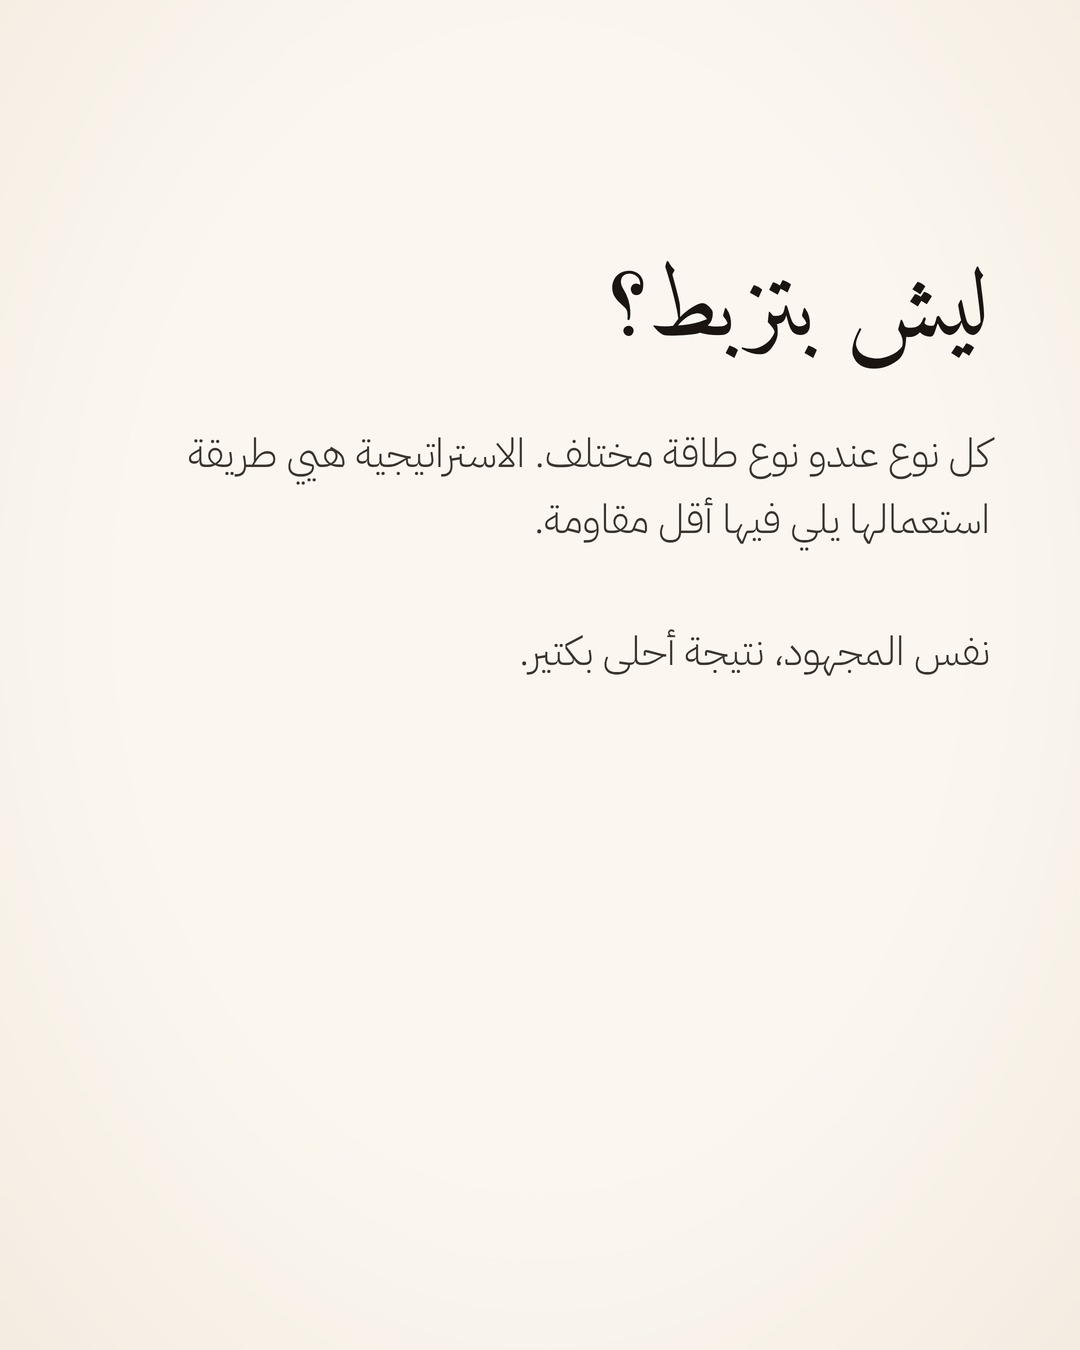 ليش بتزبط؟
كل نوع عندو نوع طاقة مختلف. الاستراتيجية هيي طريقة
استعمالها يلي فيها أقل مقاومة.
نفس المجهود، نتيجة أحلى بكتير.